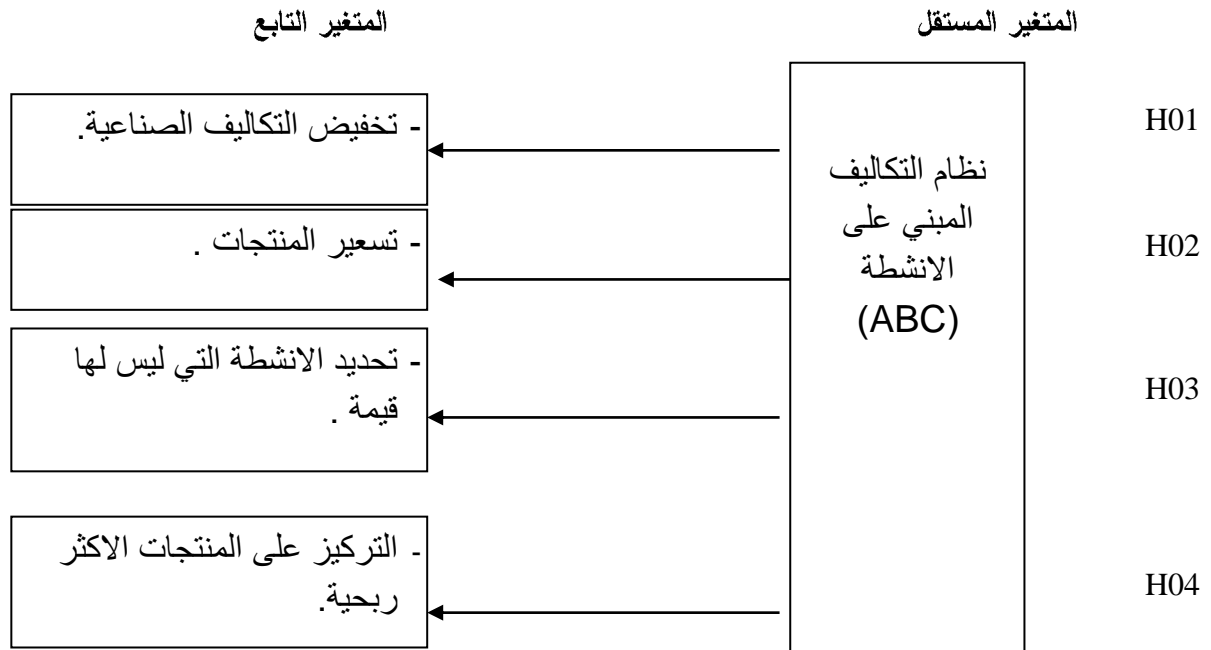 المتغير المستقل
المتغير التابع
H01
- تخفيض التكاليف الصناعية.
نظام التكاليف
المبني على
الانشطة
(ABC)
H02
- تسعير المنتجات .
H03
- تحديد الانشطة التي ليس لها
قيمة .
H04
- التركيز على المنتجات الاكثر
ربحية.